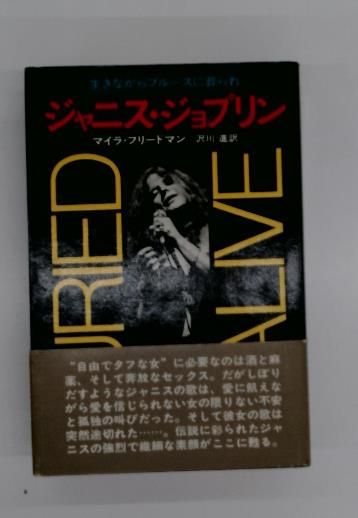 生きながらブルースに葬られ
ジャニス・ジョプリン
マイラ・フリードマン 沢川進訳
URIED
ALIVE
“自由でタフな女”に必要なのは酒と麻
薬、そして奔放なセックス。だがしぼり
だすようなジャニスの歌は、愛に飢えな
がら愛を信じられない女の限りない不安
と孤独の叫びだった。そして彼女の歌は
突然途切れた……。伝説に彩られたジャ
ニスの強烈で繊細な素顔がここに甦る。